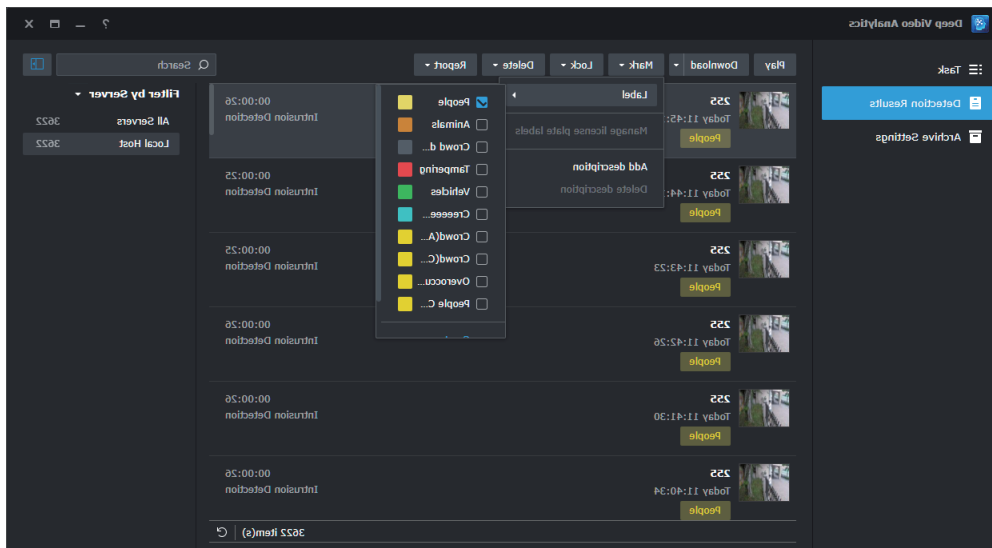 Deep Video Analytics
Task
Detection Results
Archive Settings
Play
Download
Mark
Lock
Delete
Report
Search
Label
Manage license plate labels
Add description
Delete description
People
Animals
Crowd d...
Tampering
Vehicles
Creeeee...
Crowd(A...
Crowd(C...
Overoccu...
People C...
255
Today 11:45:
People
00:00:26
Intrusion Detection
255
Today 11:44:
People
00:00:25
Intrusion Detection
255
Today 11:43:23
People
00:00:25
Intrusion Detection
255
Today 11:42:26
People
00:00:26
Intrusion Detection
255
Today 11:41:30
People
00:00:26
Intrusion Detection
255
Today 11:40:34
People
00:00:26
Intrusion Detection
3622 item(s)
Filter by Server
All Servers 3622
Local Host 3622